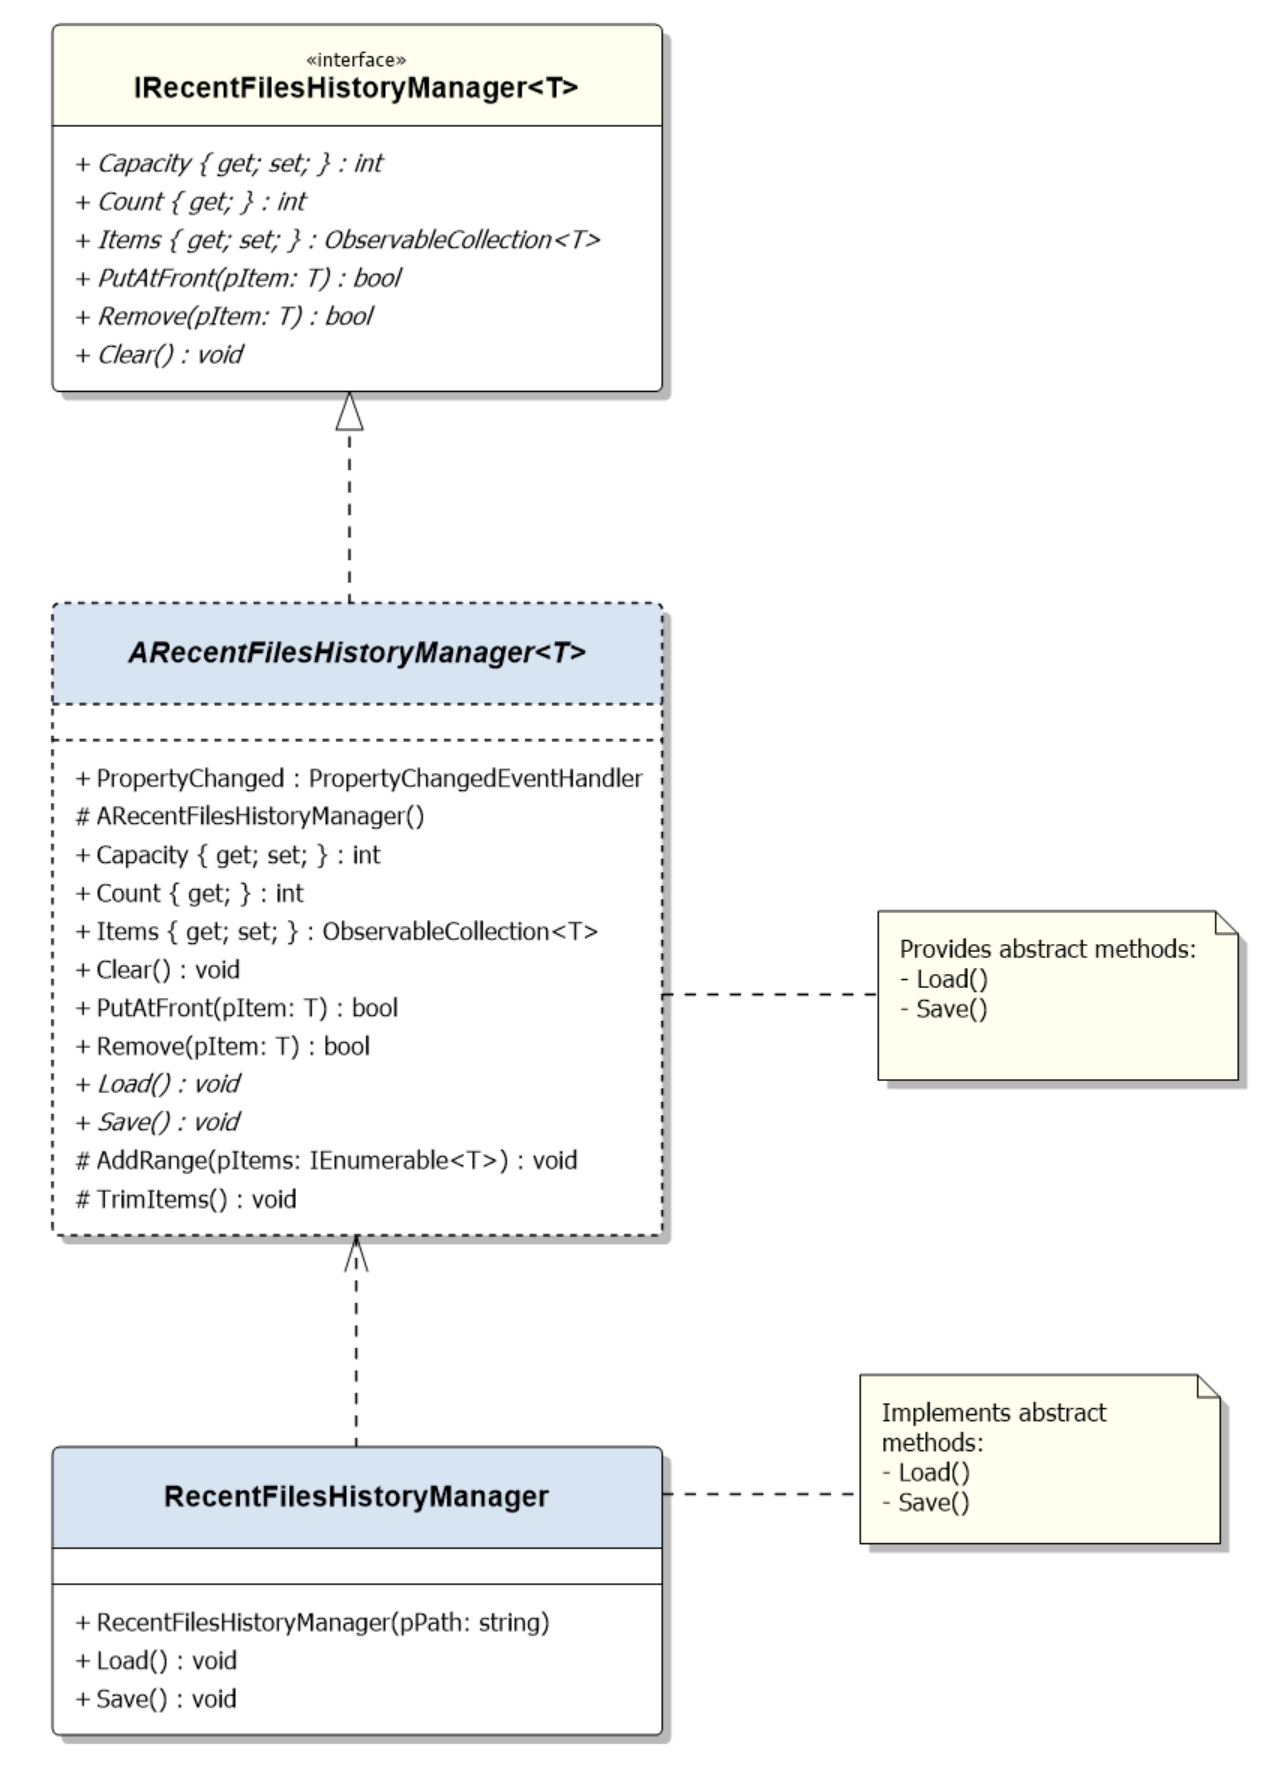 «interface»
IRecentFilesHistoryManager<T>
+ Capacity { get; set; } : int
+ Count { get; } : int
+ Items { get; set; } : ObservableCollection<T>
+ PutAtFront(pItem: T) : bool
+ Remove(pItem: T) : bool
+ Clear() : void
ARecentFilesHistoryManager<T>
+ PropertyChanged : PropertyChangedEventHandler
# ARecentFilesHistoryManager()
+ Capacity { get; set; } : int
+ Count { get; } : int
+ Items { get; set; } : ObservableCollection<T>
+ Clear() : void
+ PutAtFront(pItem: T) : bool
+ Remove(pItem: T) : bool
+ Load() : void
+ Save() : void
# AddRange(pItems: IEnumerable<T>) : void
# TrimItems() : void
Provides abstract methods:
- Load()
- Save()
RecentFilesHistoryManager
+ RecentFilesHistoryManager(pPath: string)
+ Load() : void
+ Save() : void
Implements abstract
methods:
- Load()
- Save()